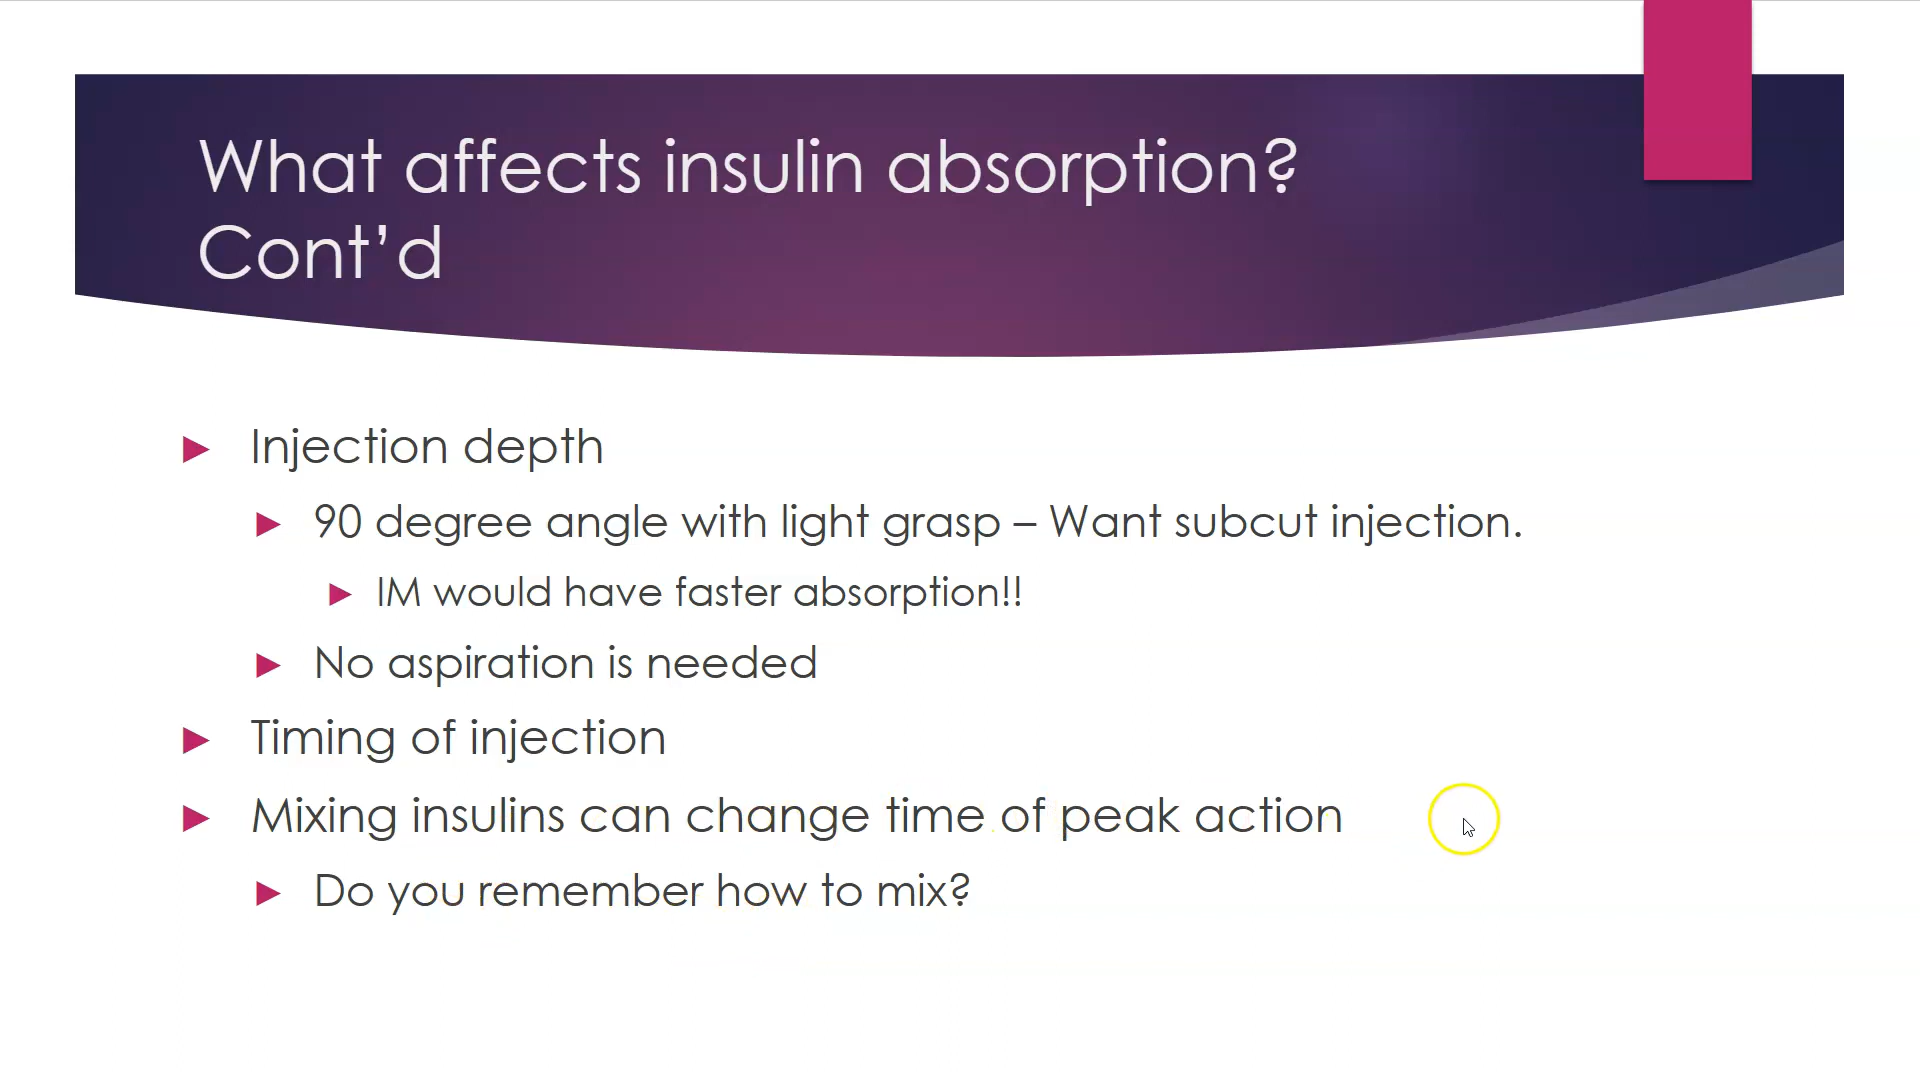 What affects insulin absorption?
Cont’d
Injection depth
90 degree angle with light grasp – Want subcut injection.
IM would have faster absorption!!
No aspiration is needed
Timing of injection
Mixing insulins can change time of peak action
Do you remember how to mix?